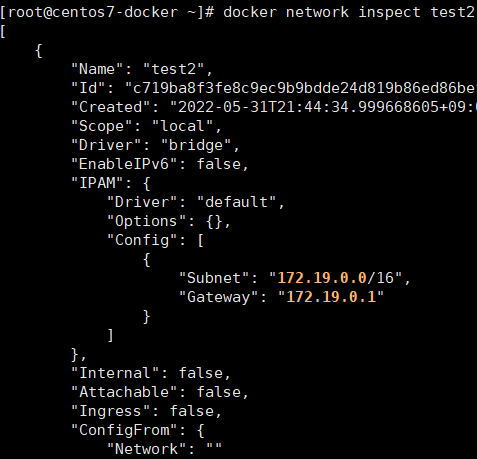 [root@centos7-docker ~]# docker network inspect test2
[
    {
        "Name": "test2",
        "Id": "c719ba8f3fe8c9ec9b9bdde24d819b86ed86be
        "Created": "2022-05-31T21:44:34.999668605+09:
        "Scope": "local",
        "Driver": "bridge",
        "EnableIPv6": false,
        "IPAM": {
            "Driver": "default",
            "Options": {},
            "Config": [
                {
                    "Subnet": "172.19.0.0/16",
                    "Gateway": "172.19.0.1"
                }
            ]
        },
        "Internal": false,
        "Attachable": false,
        "Ingress": false,
        "ConfigFrom": {
            "Network": ""